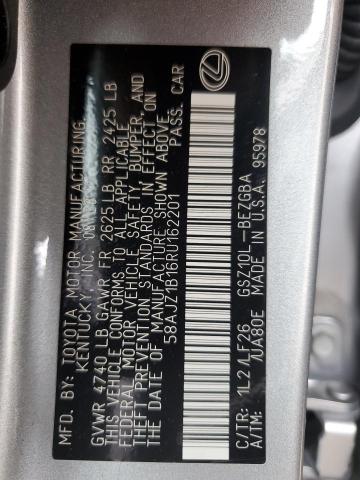 MFD. BY: TOYOTA MOTOR MANUFACTURING
KENTUCKY, INC.
GVWR 4740 LB GAWR FR 2625 LB RR 2425 LB
THIS VEHICLE CONFORMS TO ALL APPLICABLE
FEDERAL MOTOR VEHICLE SAFETY, BUMPER, AND
THEFT PREVENTION STANDARDS IN EFFECT ON
THE DATE OF MANUFACTURE SHOWN ABOVE.
58AJZ1B16RU162201 PASS. CAR
C/TR: 1L2 /LF26 GSZ10L-BEZGBA
A/TM: /UA80E MADE IN U.S.A. 95978